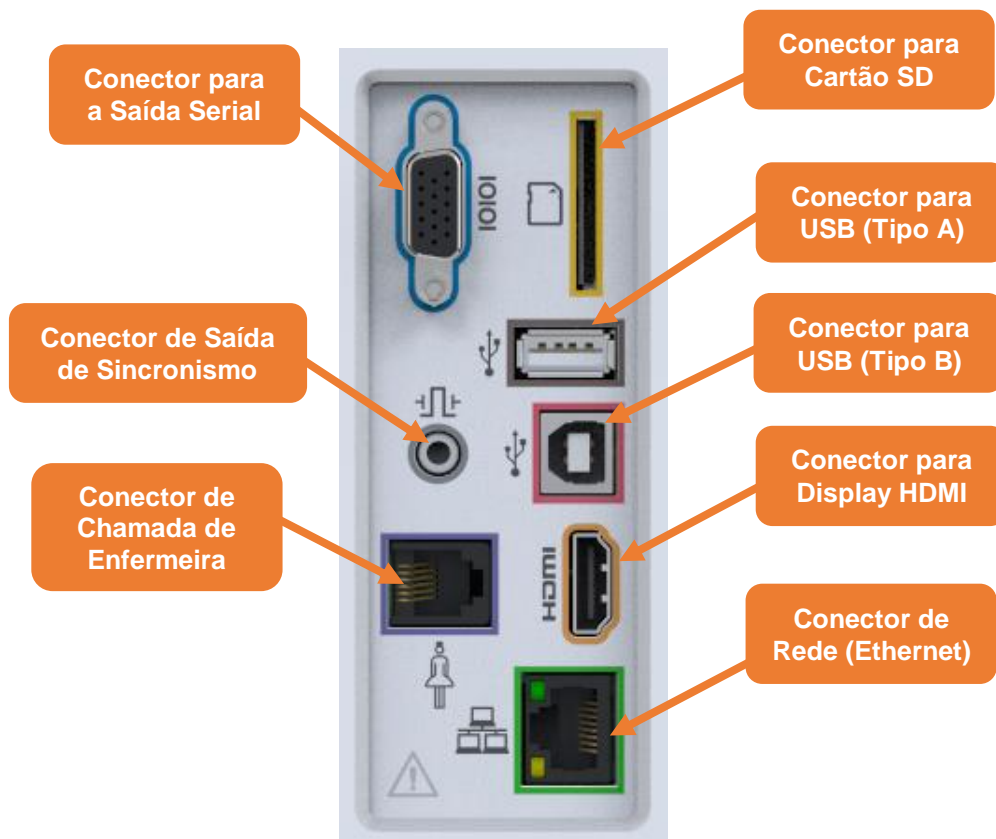 Conector para
a Saída Serial
Conector para
Cartão SD
IOIOI
Conector para
USB (Tipo A)
Conector de Saída
de Sincronismo
Conector para
USB (Tipo B)
Conector para
Display HDMI
Conector de
Chamada de
Enfermeira
HDMI
Conector de
Rede (Ethernet)